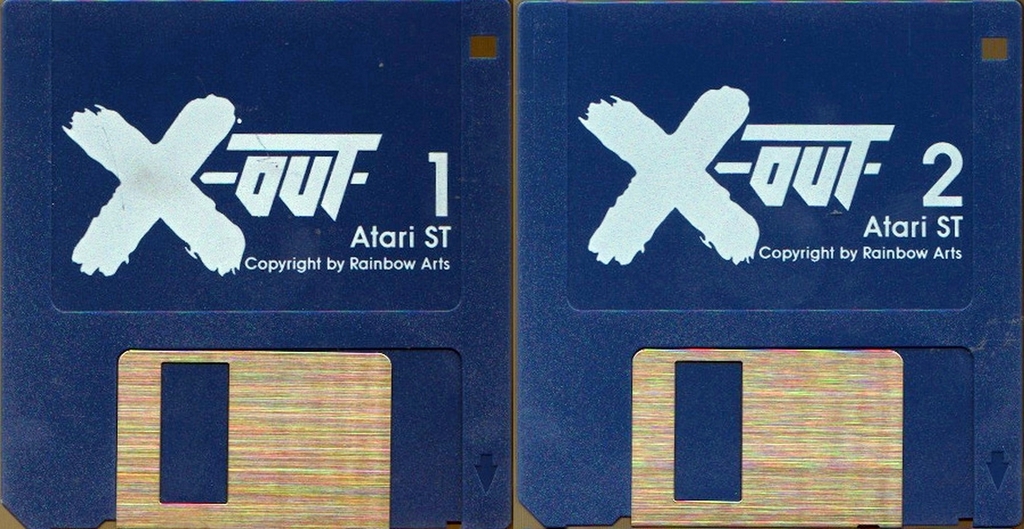 X-OUT
1
Atari ST
Copyright by Rainbow Arts
X-OUT
2
Atari ST
Copyright by Rainbow Arts